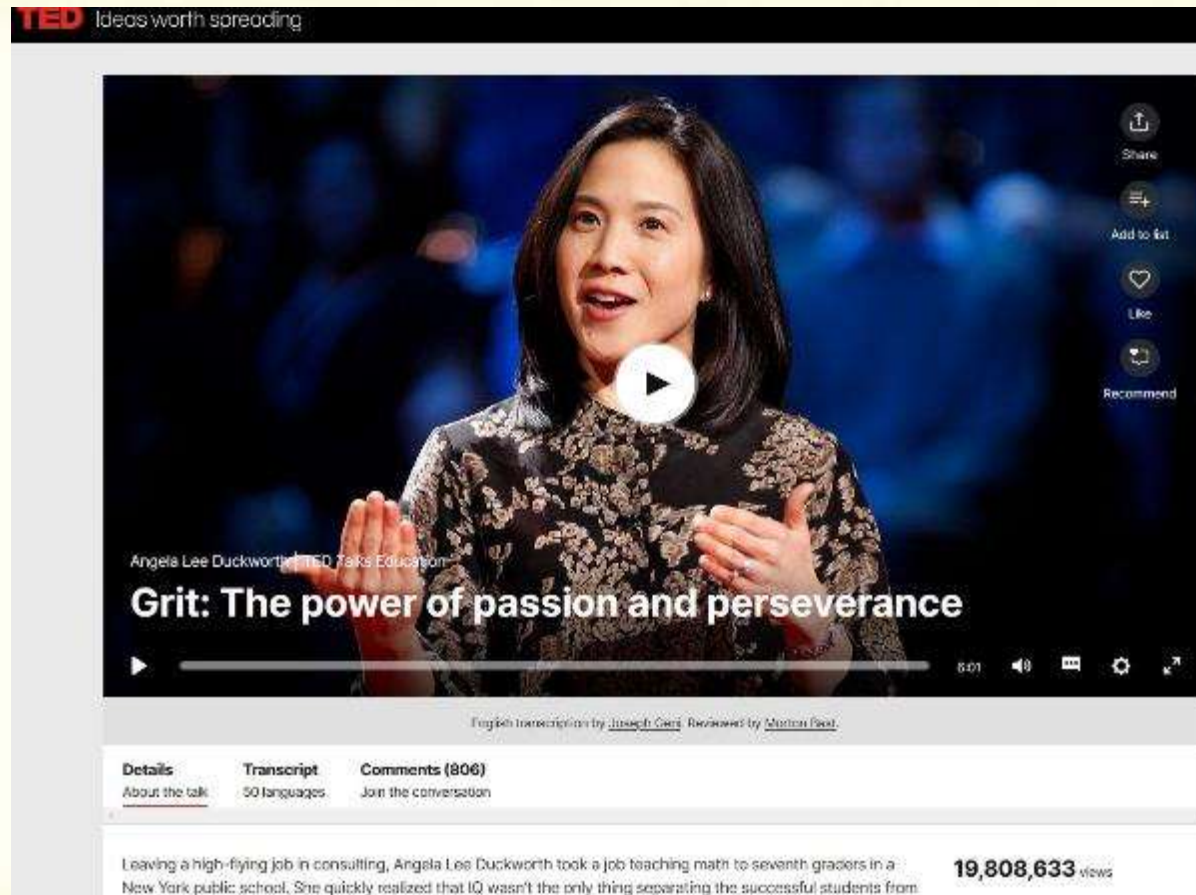 TED Ideas worth spreading
Share
Add to list
Like
Recommend
Angela Lee Duckworth | TED Talks Education
Grit: The power of passion and perseverance
6:01
English transcription by Joseph Geni. Reviewed by Morton Bast.
Details Transcript Comments (806)
About the talk 50 languages Join the conversation
Leaving a high-flying job in consulting, Angela Lee Duckworth took a job teaching math to seventh graders in a
19,808,633 views
New York public school. She quickly realized that IQ wasn't the only thing separating the successful students from